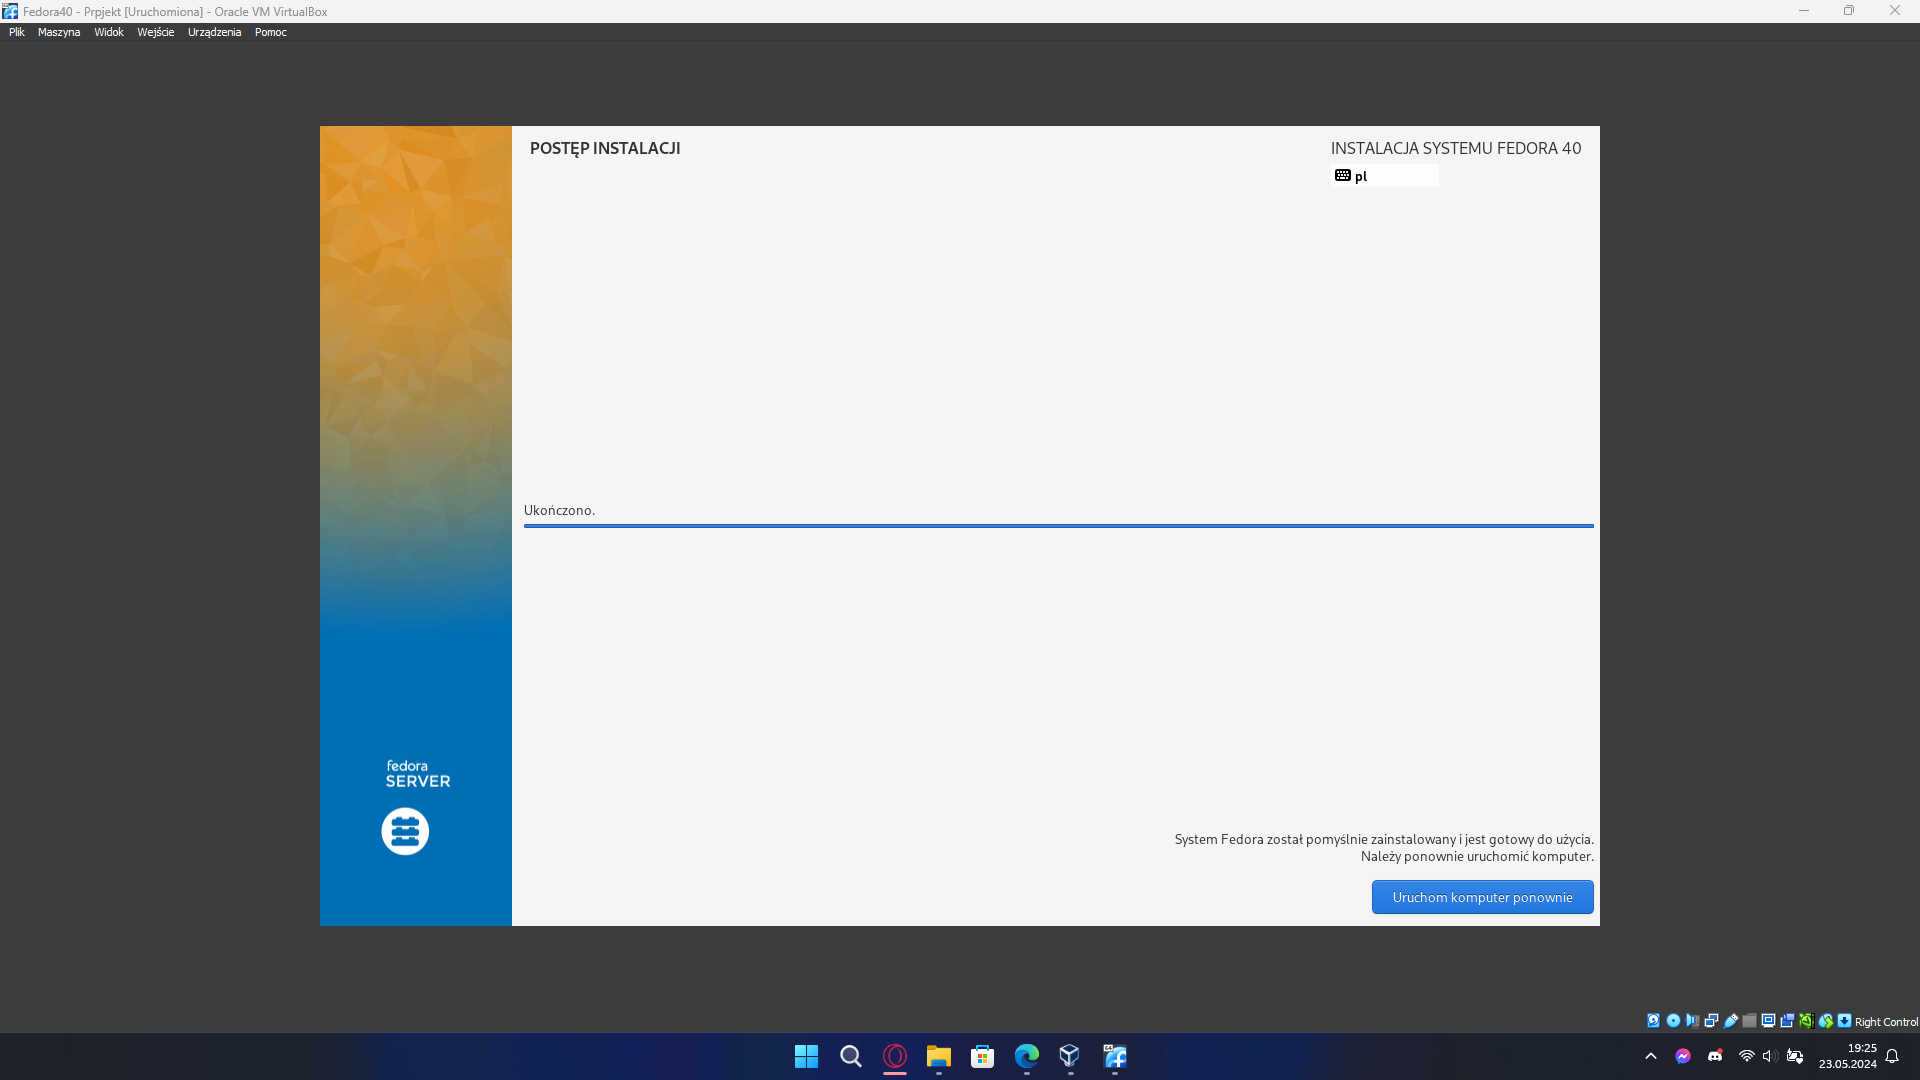 Fedora40 - Prpjekt [Uruchomiona] - Oracle VM VirtualBox
Plik Maszyna Widok Wejście Urządzenia Pomoc
POSTĘP INSTALACJI
INSTALACJA SYSTEMU FEDORA 40
pl
Ukończono.
fedora
SERVER
System Fedora został pomyślnie zainstalowany i jest gotowy do użycia.
Należy ponownie uruchomić komputer.
Uruchom komputer ponownie
Right Control
19:25
23.05.2024